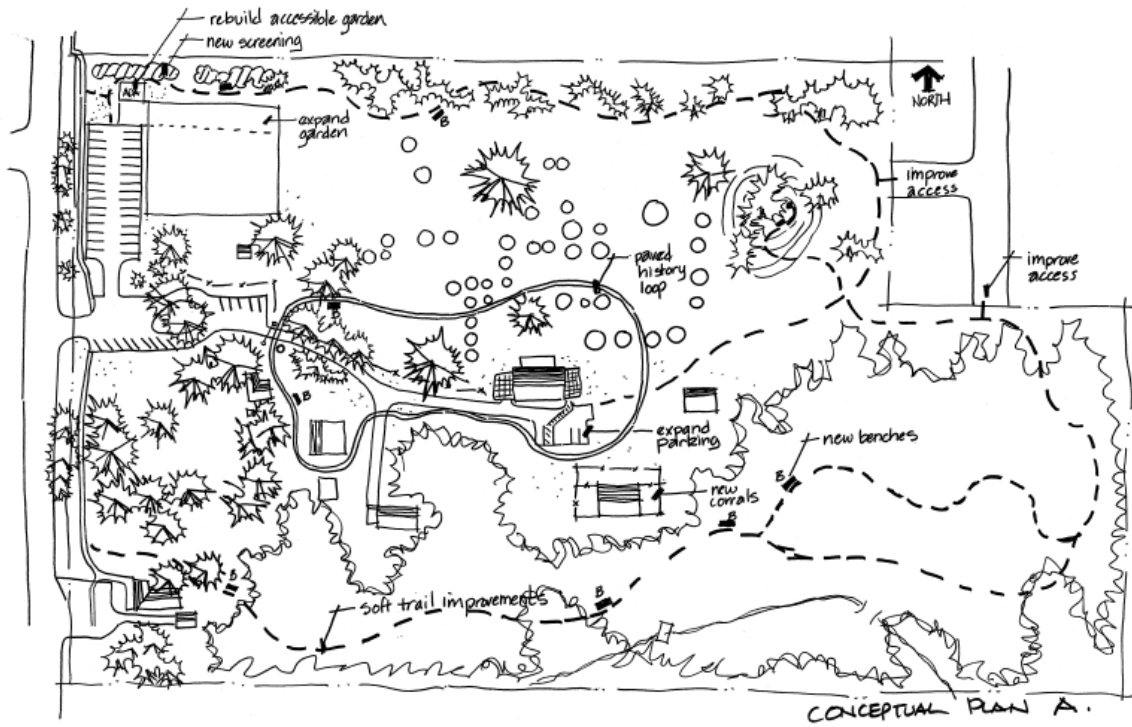 rebuild accessible garden
new screening
ADA
expand
garden
B
NORTH
improve
access
improve
access
paved
history
loop
B
B
expand
parking
new benches
B
new
corrals
B
B
B
soft trail improvements
CONCEPTUAL PLAN A.